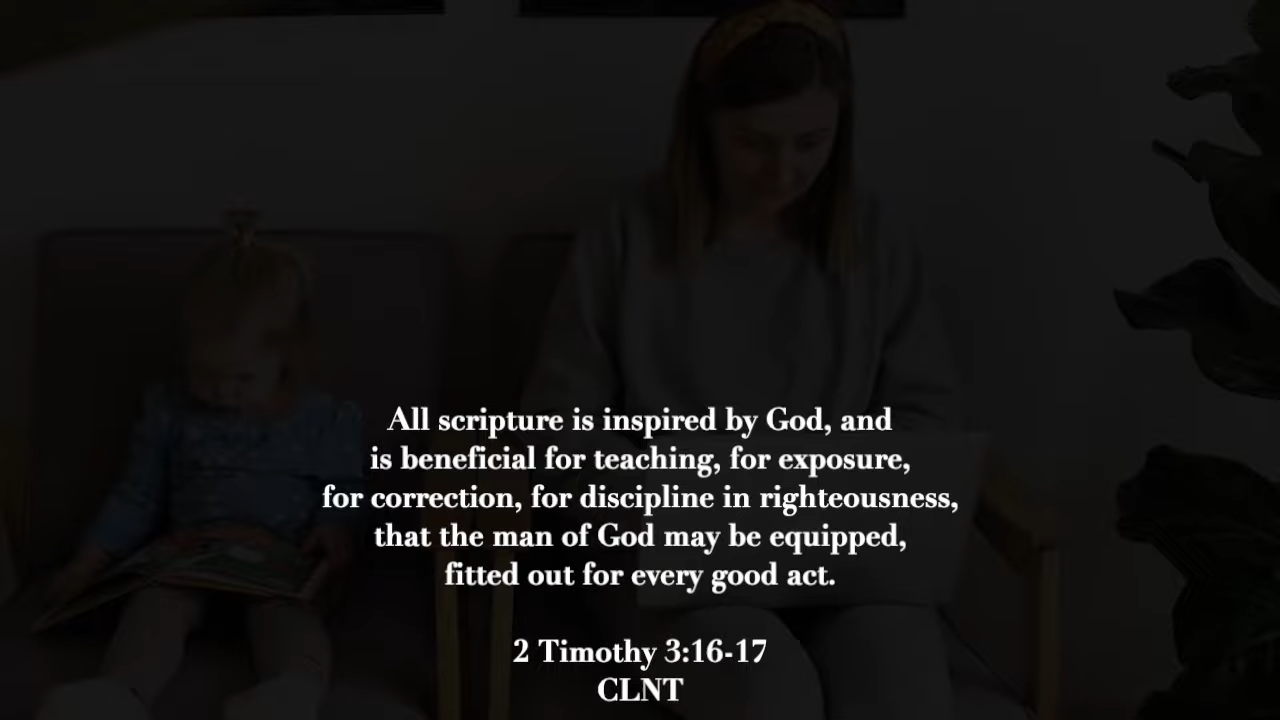 All scripture is inspired by God, and
is beneficial for teaching, for exposure,
for correction, for discipline in righteousness,
that the man of God may be equipped,
fitted out for every good act.
2 Timothy 3:16-17
CLNT